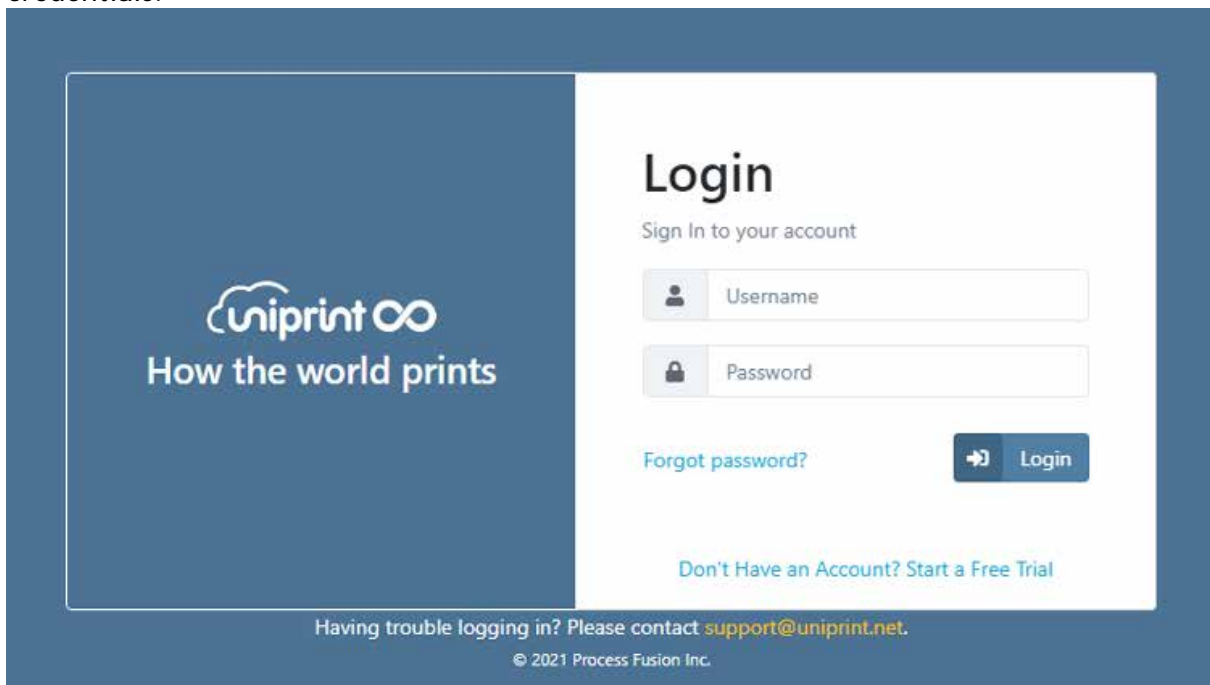 uniprint
How the world prints
Login
Sign In to your account
Username
Password
Forgot password?
Login
Don't Have an Account? Start a Free Trial
Having trouble logging in? Please contact support@uniprint.net.
© 2021 Process Fusion Inc.